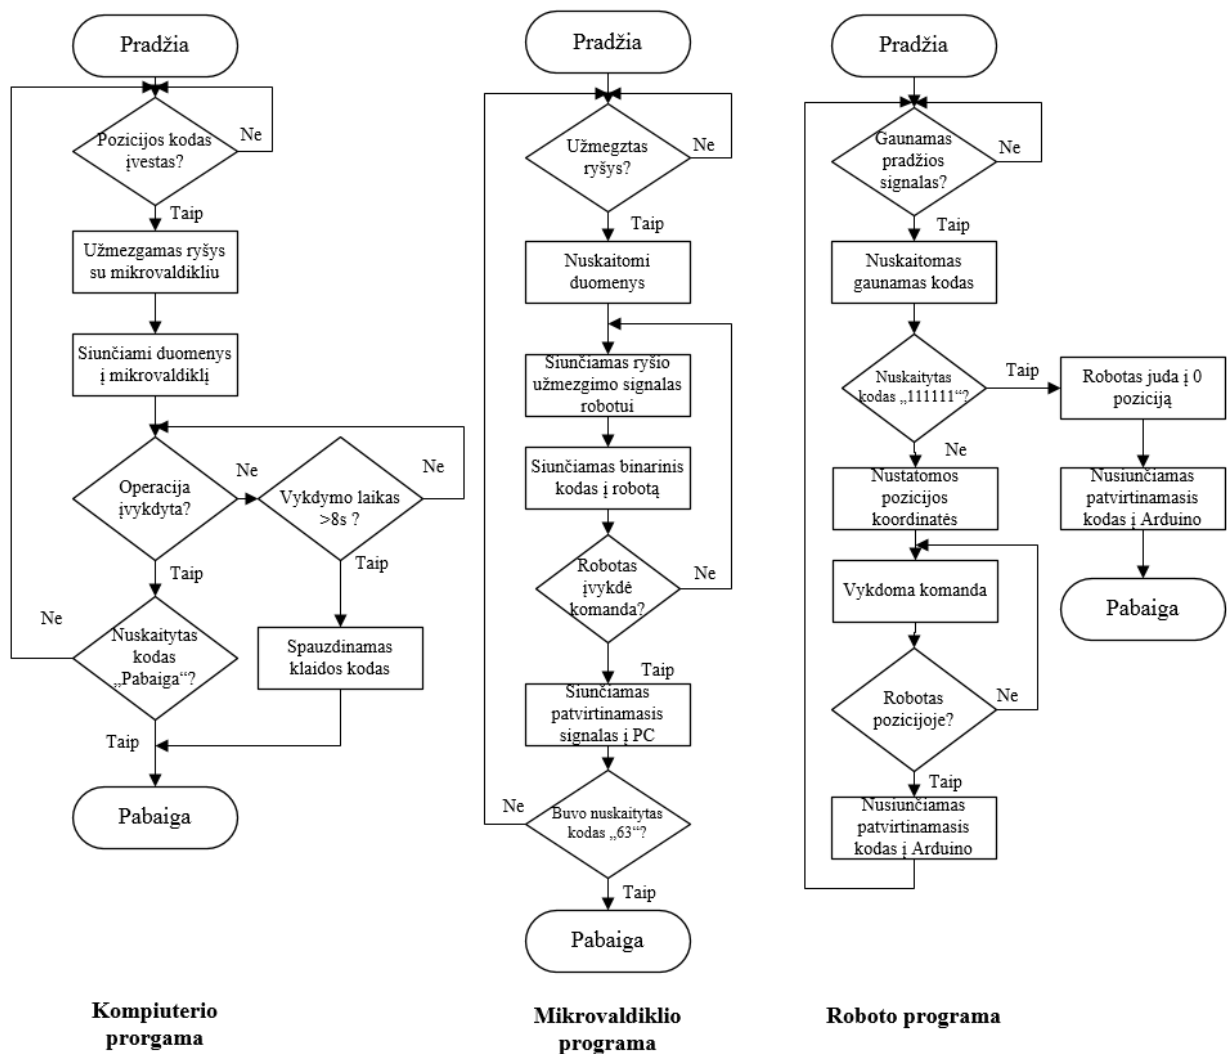 Pradžia
Pozicijos kodas
įvestas?
Ne
Taip
Užmezgamas ryšys
su mikrovaldikliu
Siunčiami duomenys
į mikrovaldiklį
Operacija
įvykdyta?
Ne
Vykdymo laikas
>8s ?
Ne
Taip
Taip
Spauzdinamas
klaidos kodas
Nuskaitytas
kodas
„Pabaiga“?
Ne
Taip
Pabaiga
Kompiuterio
prorgama
Pradžia
Užmegztas
ryšys?
Ne
Taip
Nuskaitomi
duomenys
Siunčiamas ryšio
užmezgimo signalas
robotui
Siunčiamas binarinis
kodas į robotą
Robotas
įvykdė
komanda?
Ne
Taip
Siunčiamas
patvirtinamasis
signalas į PC
Buvo nuskaitytas
kodas „63“?
Ne
Taip
Pabaiga
Mikrovaldiklio
programa
Pradžia
Gaunamas
pradžios
signalas?
Ne
Taip
Nuskaitomas
gaunamas kodas
Nuskaitytas
kodas „111111“?
Taip
Robotas juda į 0
poziciją
Nusiunčiamas
patvirtinamasis
kodas į Arduino
Pabaiga
Ne
Nustatomos
pozicijos
koordinatės
Vykdoma komanda
Robotas
pozicijoje?
Ne
Taip
Nusiunčiamas
patvirtinamasis
kodas į Arduino
Roboto programa